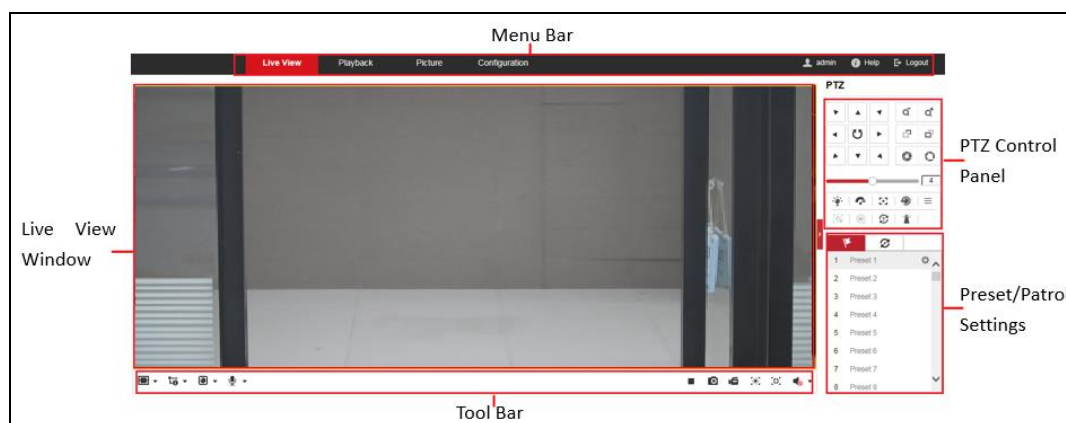 Menu Bar
Live View Playback Picture Configuration admin Help Logout
PTZ
PTZ Control
Panel
4
Live View
Window
1 Preset 1
2 Preset 2
3 Preset 3
4 Preset 4
5 Preset 5
6 Preset 6
7 Preset 7
8 Preset 8
Preset/Patrol
Settings
Tool Bar